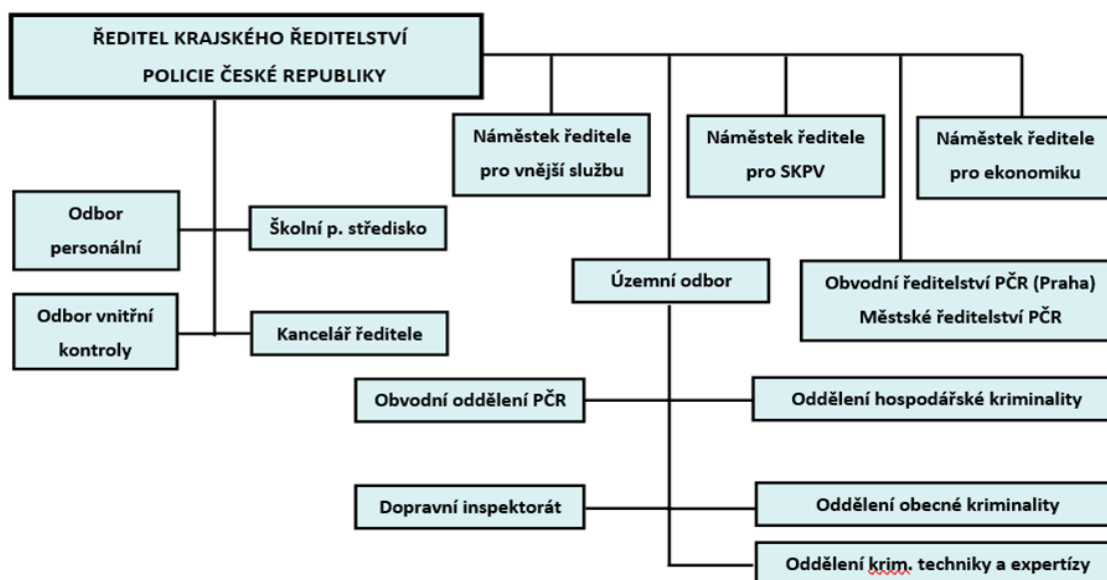 ŘEDITEL KRAJSKÉHO ŘEDITELSTVÍ
POLICIE ČESKÉ REPUBLIKY
Náměstek ředitele
pro vnější službu
Náměstek ředitele
pro SKPV
Náměstek ředitele
pro ekonomiku
Odbor
personální
Školní p. středisko
Územní odbor
Obvodní ředitelství PČR (Praha)
Městské ředitelství PČR
Odbor vnitřní
kontroly
Kancelář ředitele
Obvodní oddělení PČR
Oddělení hospodářské kriminality
Dopravní inspektorát
Oddělení obecné kriminality
Oddělení krim. techniky a expertízy